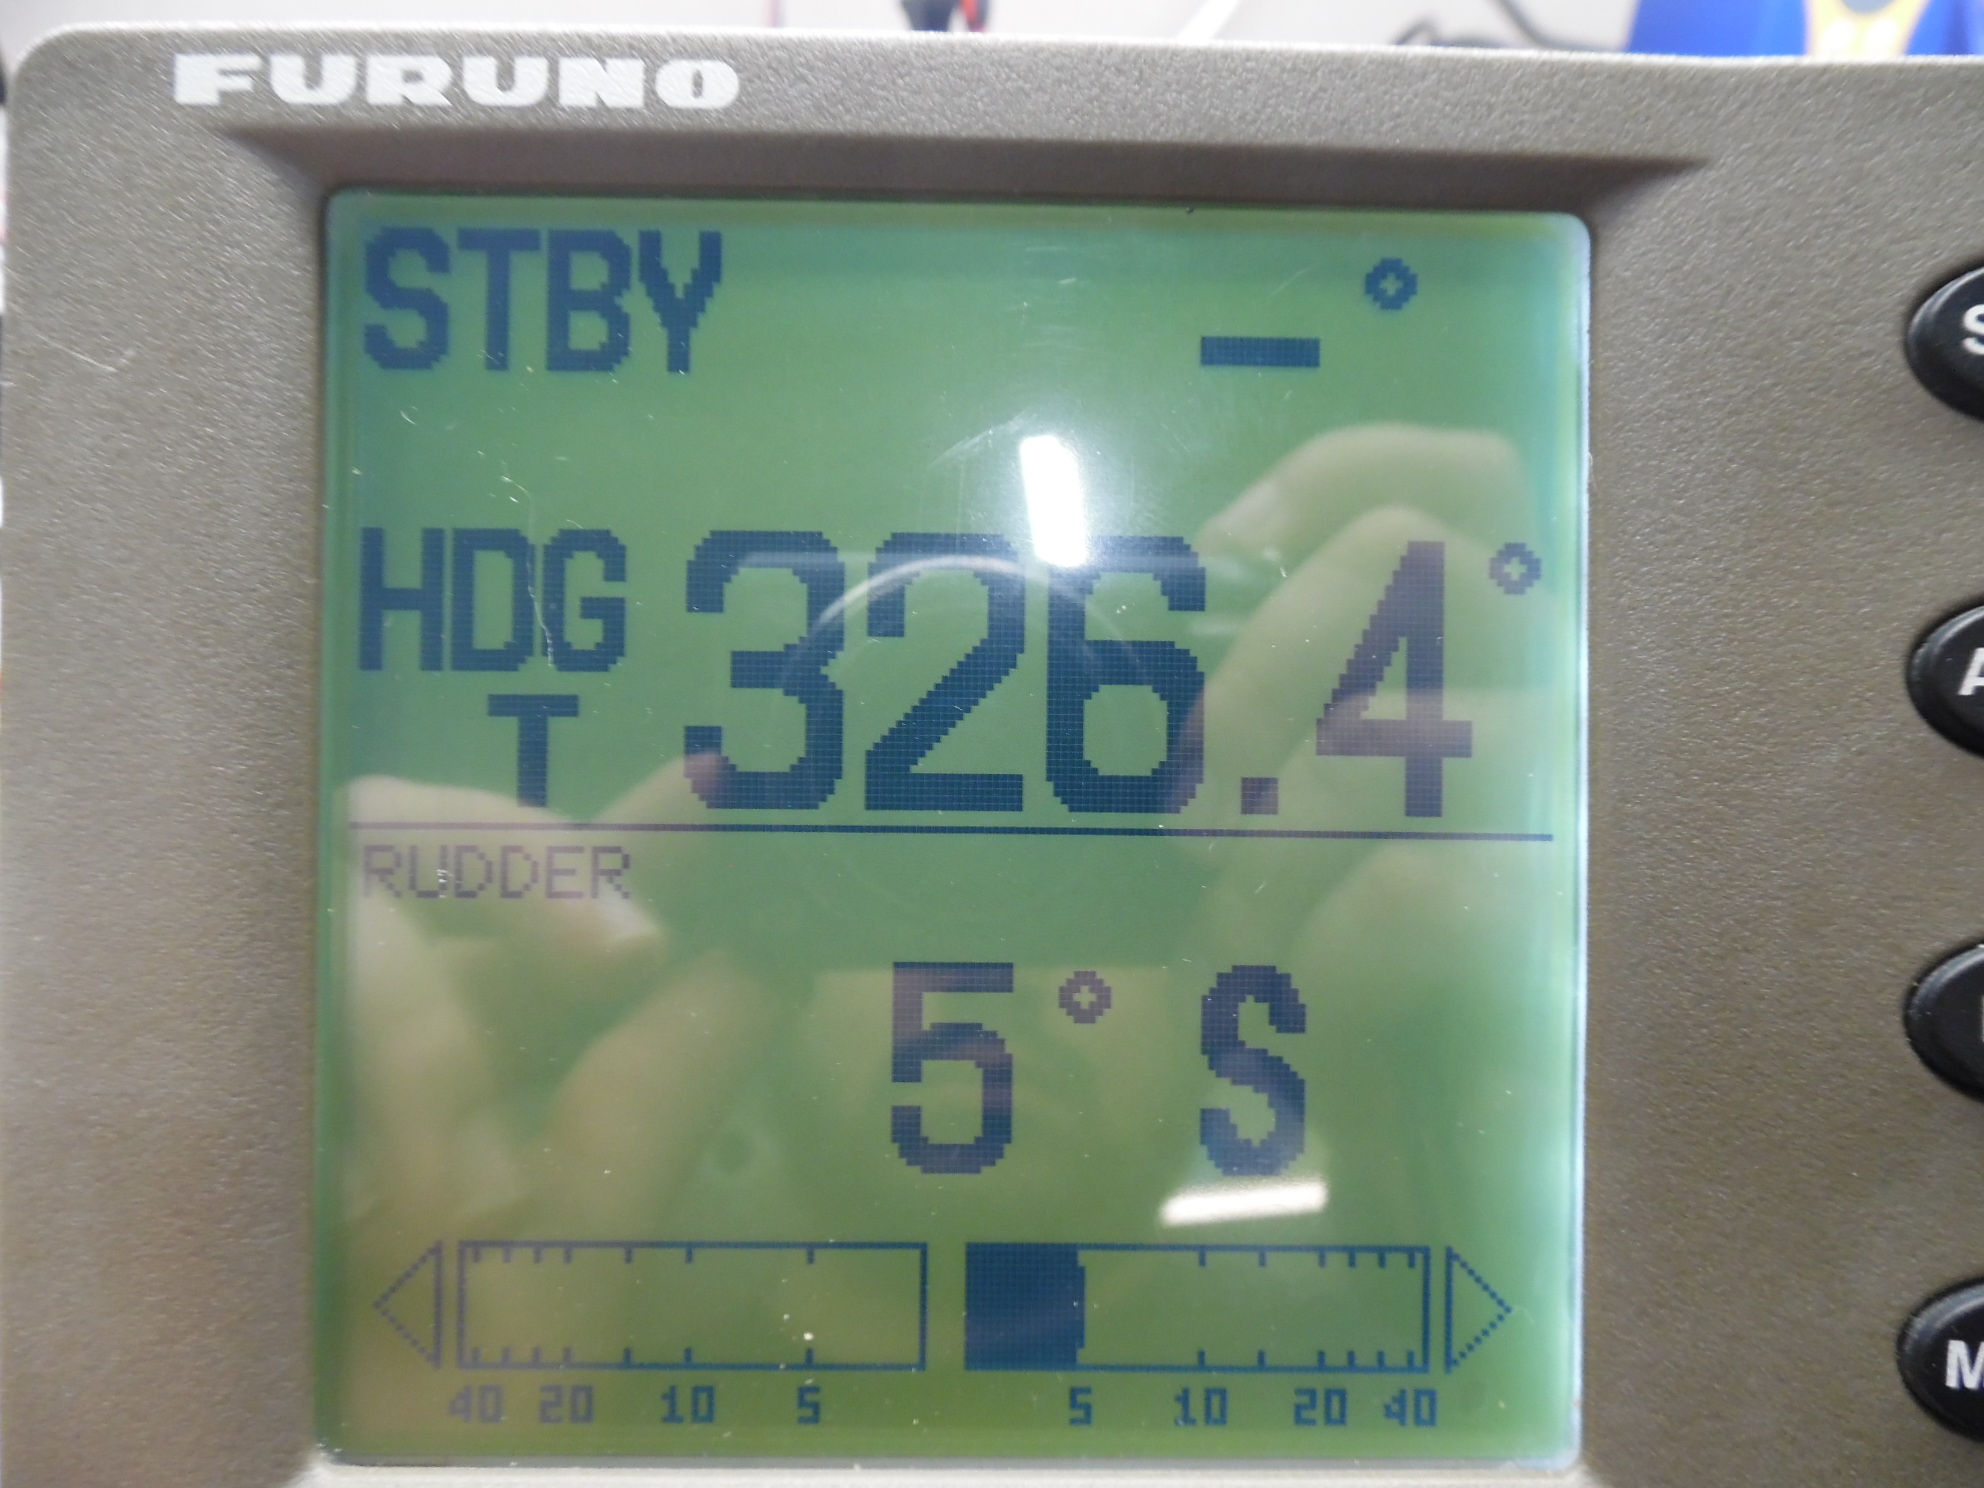 FURUNO
STBY _°
HDG T 326.4°
RUDDER
5° S
40 20 10 5 5 10 20 40
S
A
M